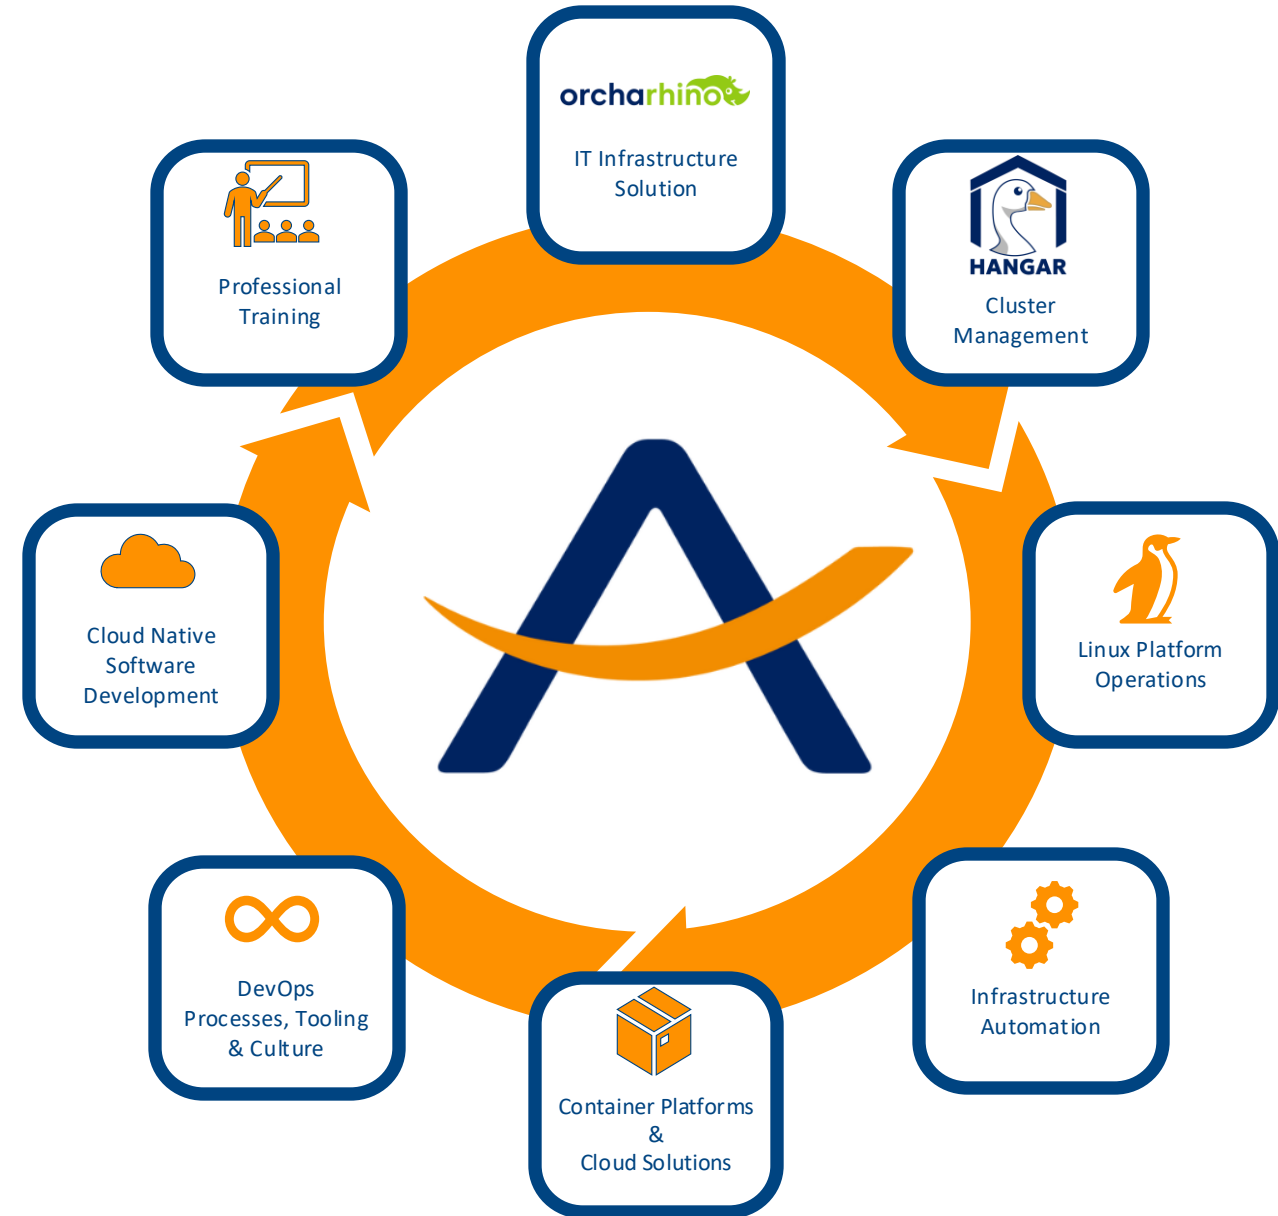 orcharhino
IT Infrastructure
Solution
HANGAR
Cluster
Management
Linux Platform
Operations
Infrastructure
Automation
Container Platforms
&
Cloud Solutions
DevOps
Processes, Tooling
& Culture
Cloud Native
Software
Development
Professional
Training